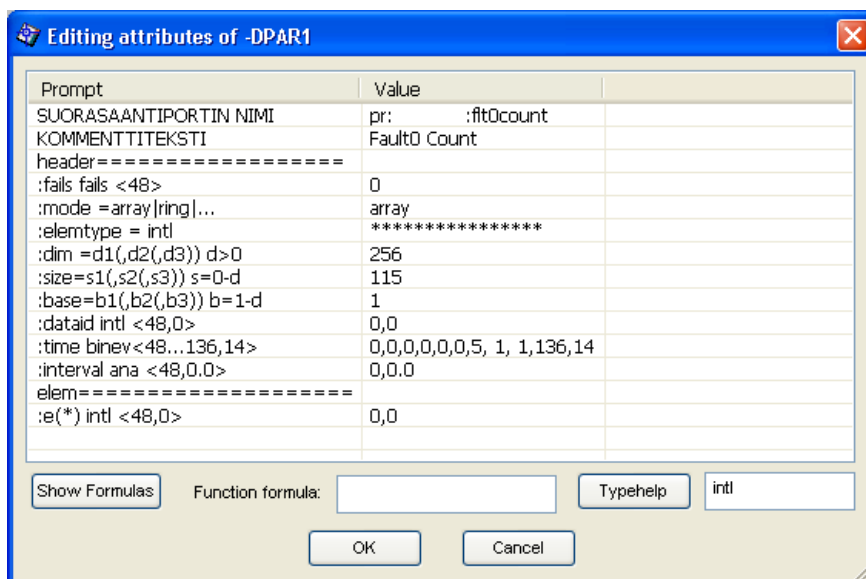 Editing attributes of -DPAR1
Prompt Value
SUORASAANTIPORTIN NIMI pr: :flt0count
KOMMENTTITEKSTI Fault0 Count
header==================
:fails fails <48> 0
:mode =array|ring|... array
:elemtype = intl ****************
:dim =d1(,d2(,d3)) d>0 256
:size=s1(,s2(,s3)) s=0-d 115
:base=b1(,b2(,b3)) b=1-d 1
:dataid intl <48,0> 0,0
:time binev<48...136,14> 0,0,0,0,0,0,5, 1, 1,136,14
:interval ana <48,0.0> 0,0.0
elem====================
:e(*) intl <48,0> 0,0
Show Formulas Function formula: Typehelp intl
OK Cancel